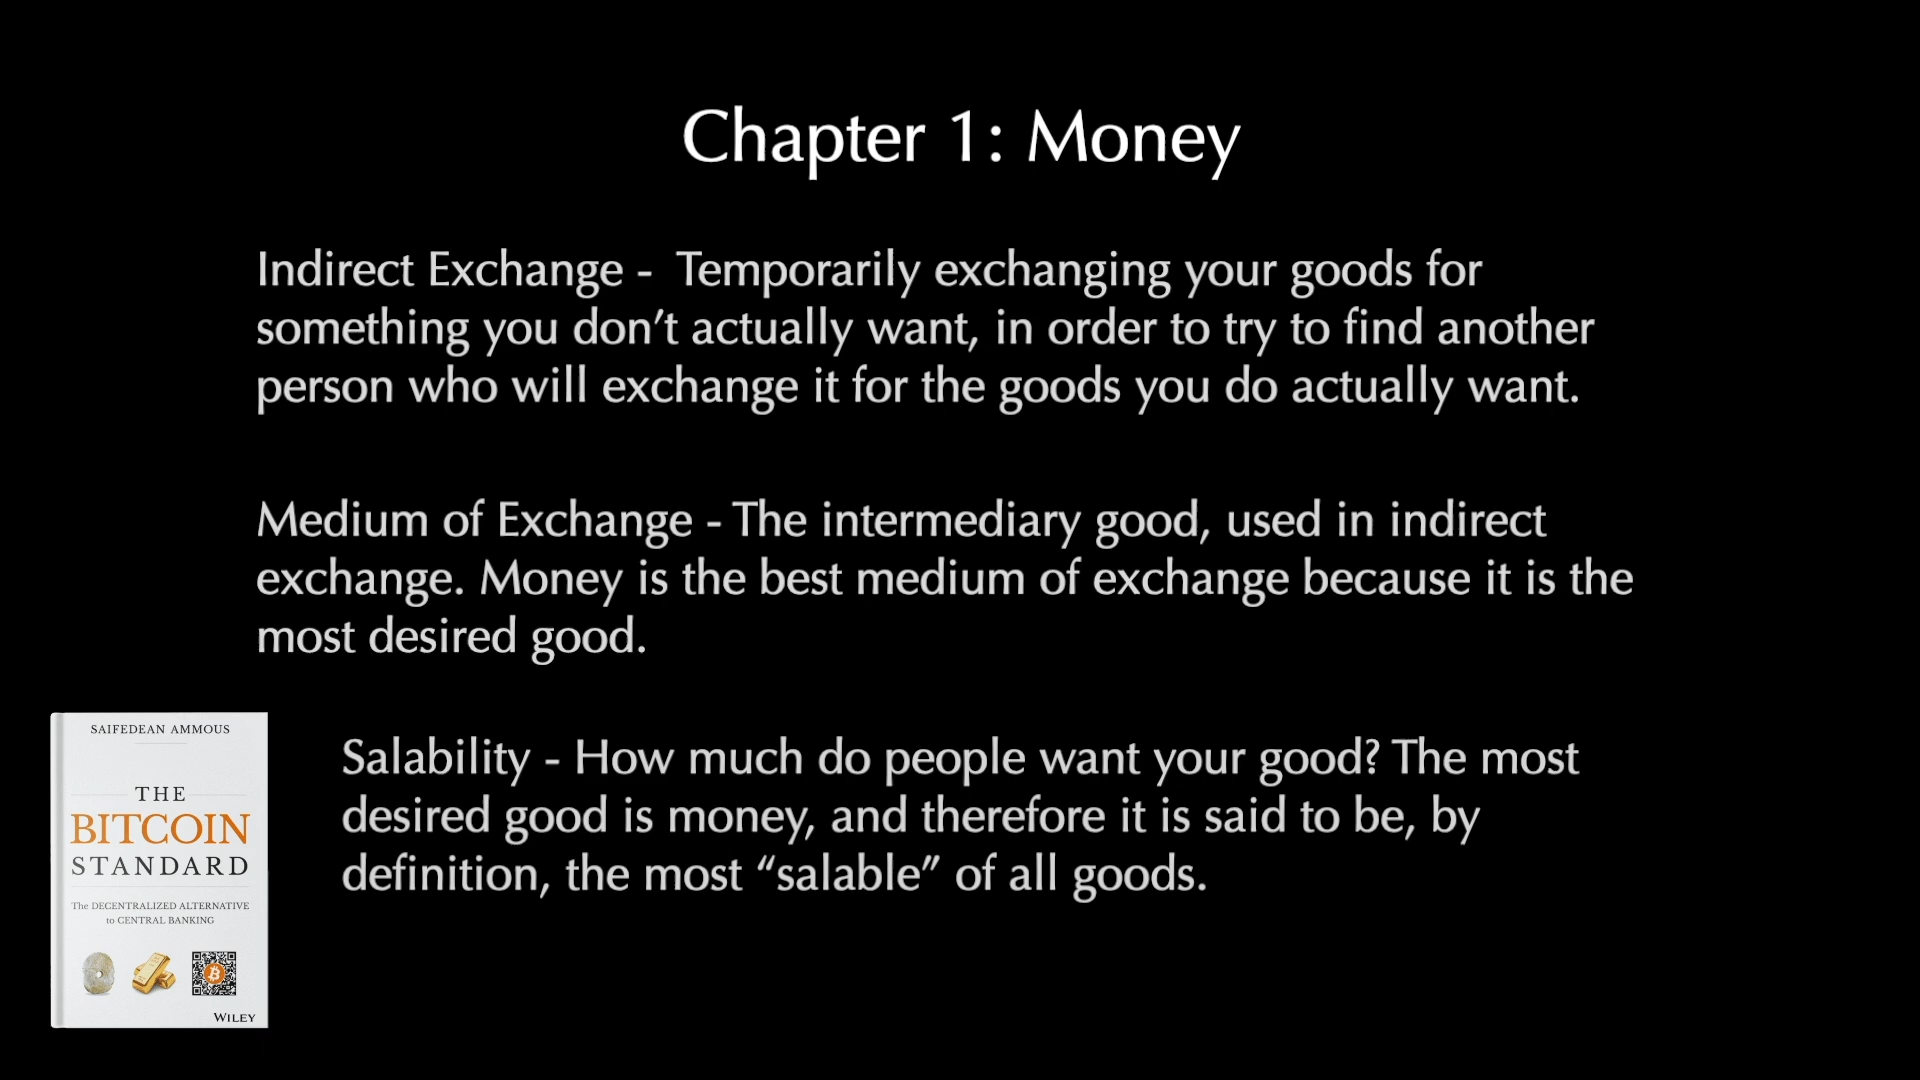 Chapter 1: Money
Indirect Exchange -  Temporarily exchanging your goods for
something you don’t actually want, in order to try to find another
person who will exchange it for the goods you do actually want.
Medium of Exchange - The intermediary good, used in indirect
exchange. Money is the best medium of exchange because it is the
most desired good.
Salability - How much do people want your good? The most
desired good is money, and therefore it is said to be, by
definition, the most “salable” of all goods.
SAIFEDEAN AMMOUS
THE
BITCOIN
STANDARD
The DECENTRALIZED ALTERNATIVE
to CENTRAL BANKING
WILEY